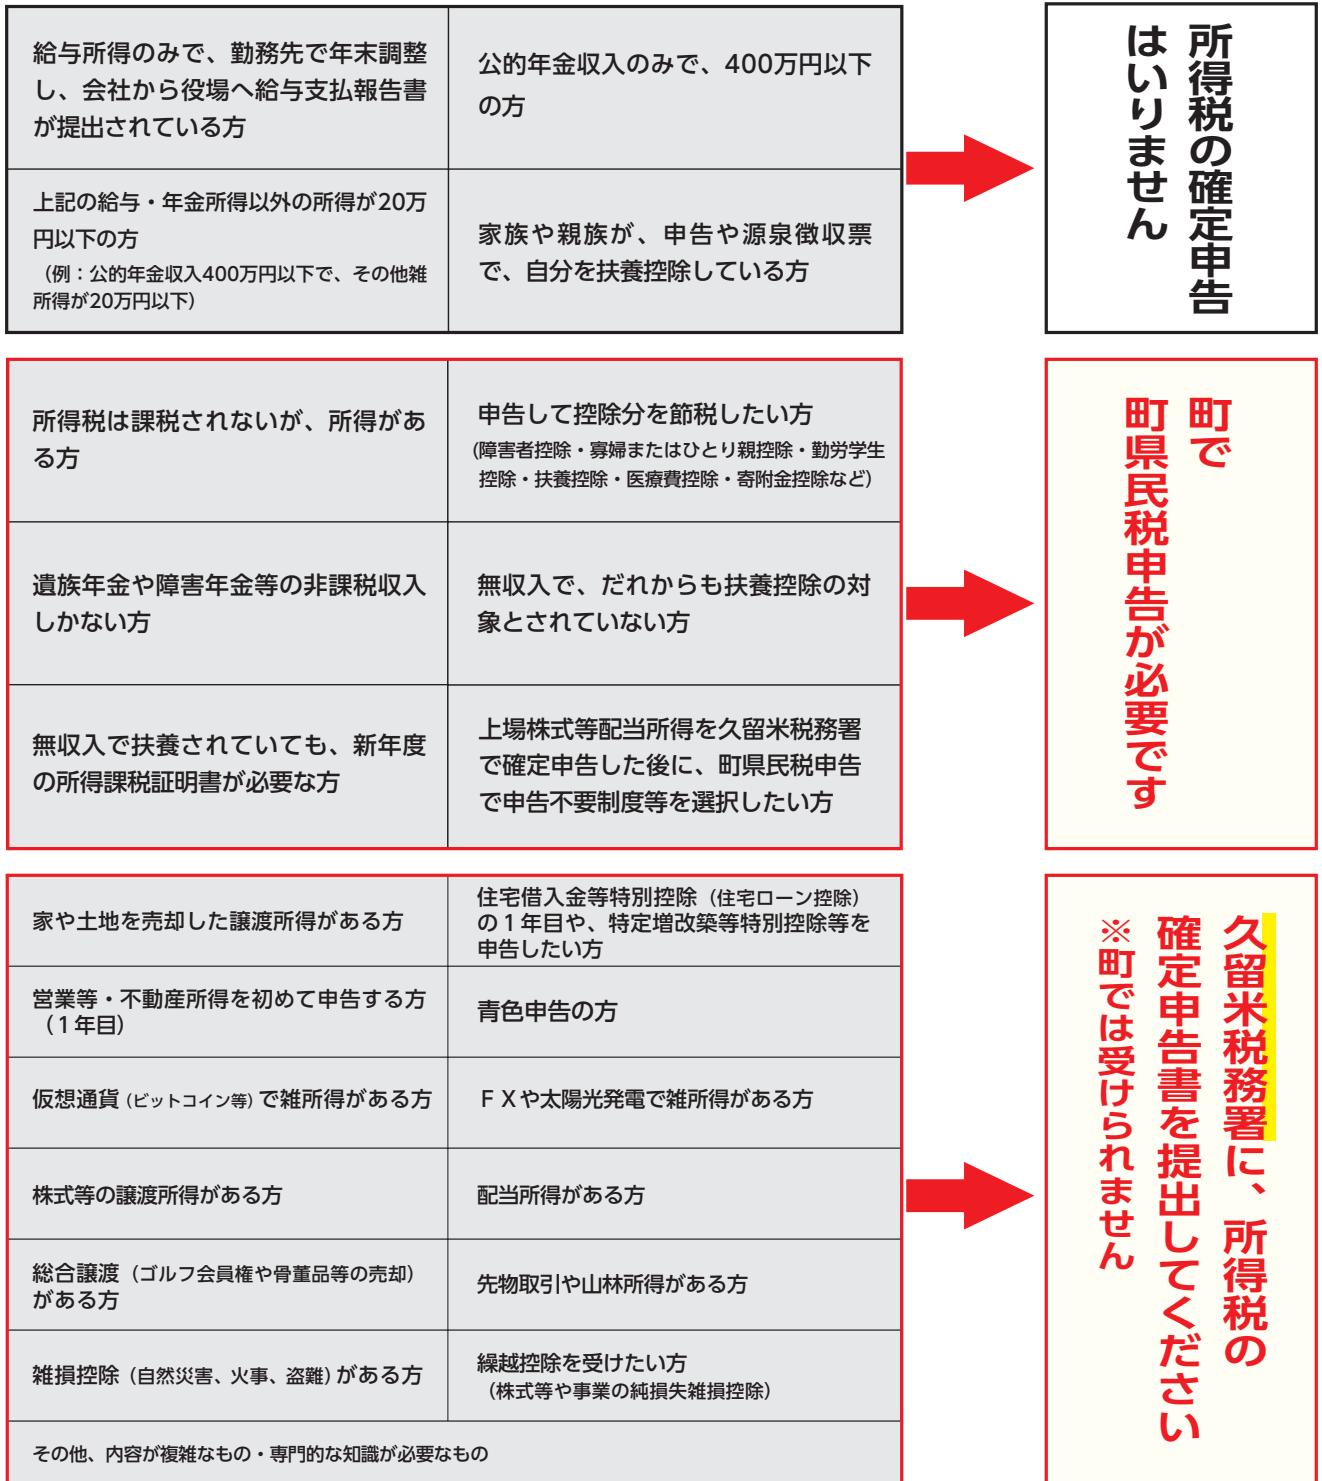 給与所得のみで、勤務先で年末調整
し、会社から役場へ給与支払報告書
が提出されている方
公的年金収入のみで、400万円以下
の方
上記の給与・年金所得以外の所得が20万
円以下の方
（例：公的年金収入400万円以下で、その他雑
所得が20万円以下）
家族や親族が、申告や源泉徴収票
で、自分を扶養控除している方
所得税の確定申告
はいりません
所得税は課税されないが、所得があ
る方
申告して控除分を節税したい方
（障害者控除・寡婦またはひとり親控除・勤労学生
控除・扶養控除・医療費控除・寄附金控除など）
遺族年金や障害年金等の非課税収入
しかない方
無収入で、だれからも扶養控除の対
象とされていない方
無収入で扶養されていても、新年度
の所得課税証明書が必要な方
上場株式等配当所得を久留米税務署
で確定申告した後に、町県民税申告
で申告不要制度等を選択したい方
町で
町県民税申告が必要です
家や土地を売却した譲渡所得がある方
住宅借入金等特別控除（住宅ローン控除）
の１年目や、特定増改築等特別控除等を
申告したい方
営業等・不動産所得を初めて申告する方
（１年目）
青色申告の方
仮想通貨（ビットコイン等）で雑所得がある方
ＦＸや太陽光発電で雑所得がある方
株式等の譲渡所得がある方
配当所得がある方
総合譲渡（ゴルフ会員権や骨董品等の売却）
がある方
先物取引や山林所得がある方
雑損控除（自然災害、火事、盗難）がある方
繰越控除を受けたい方
（株式等や事業の純損失雑損控除）
その他、内容が複雑なもの・専門的な知識が必要なもの
久留米税務署に、所得税の
確定申告書を提出してください
※町では受けられません